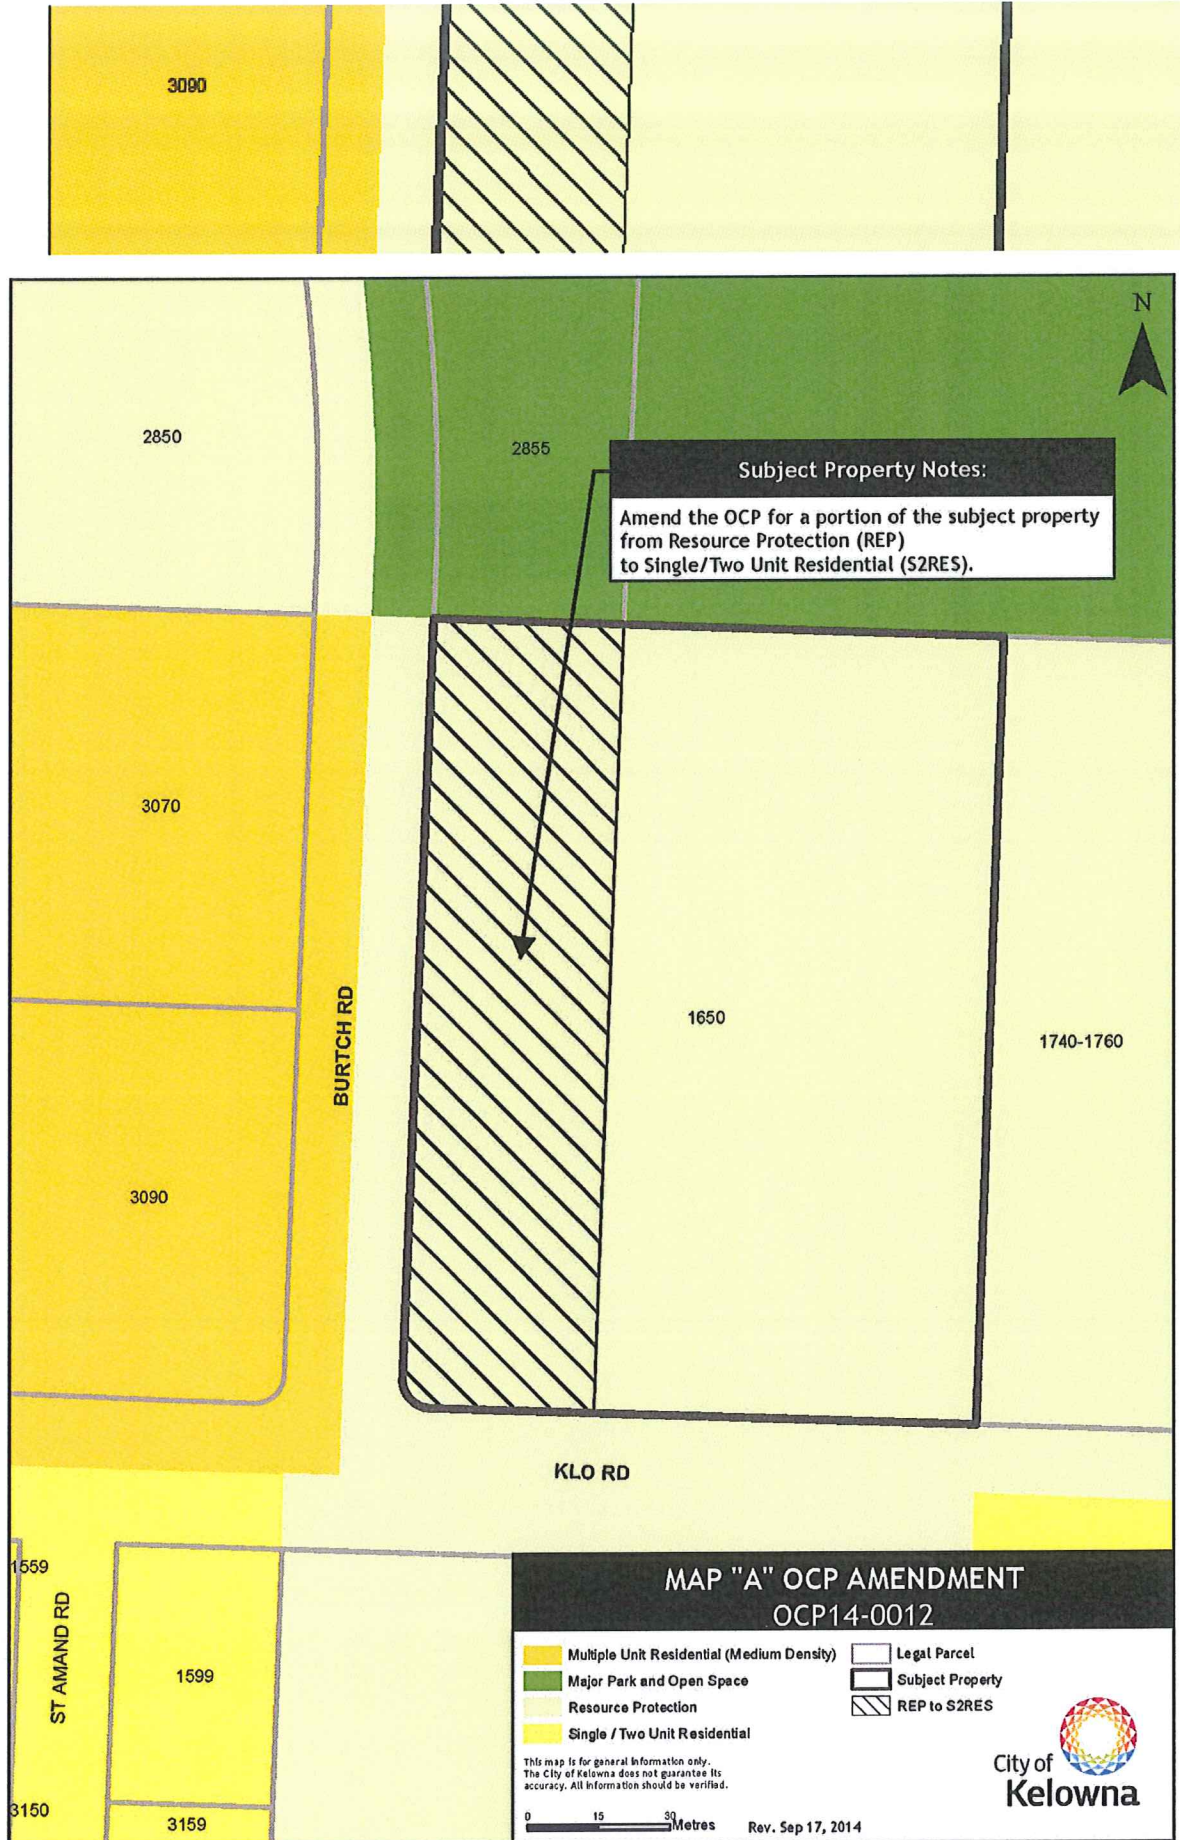 3090
N
2850
2855
Subject Property Notes:
Amend the OCP for a portion of the subject property
from Resource Protection (REP)
to Single/Two Unit Residential (S2RES).
3070
BURTCH RD
1650
1740-1760
3090
KLO RD
1559
ST AMAND RD
1599
3150
3159
MAP "A" OCP AMENDMENT
OCP14-0012
Multiple Unit Residential (Medium Density)
Major Park and Open Space
Resource Protection
Single / Two Unit Residential
Legal Parcel
Subject Property
REP to S2RES
This map is for general information only.
The City of Kelowna does not guarantee its
accuracy. All information should be verified.
0 15 30 Metres
Rev. Sep 17, 2014
City of
Kelowna